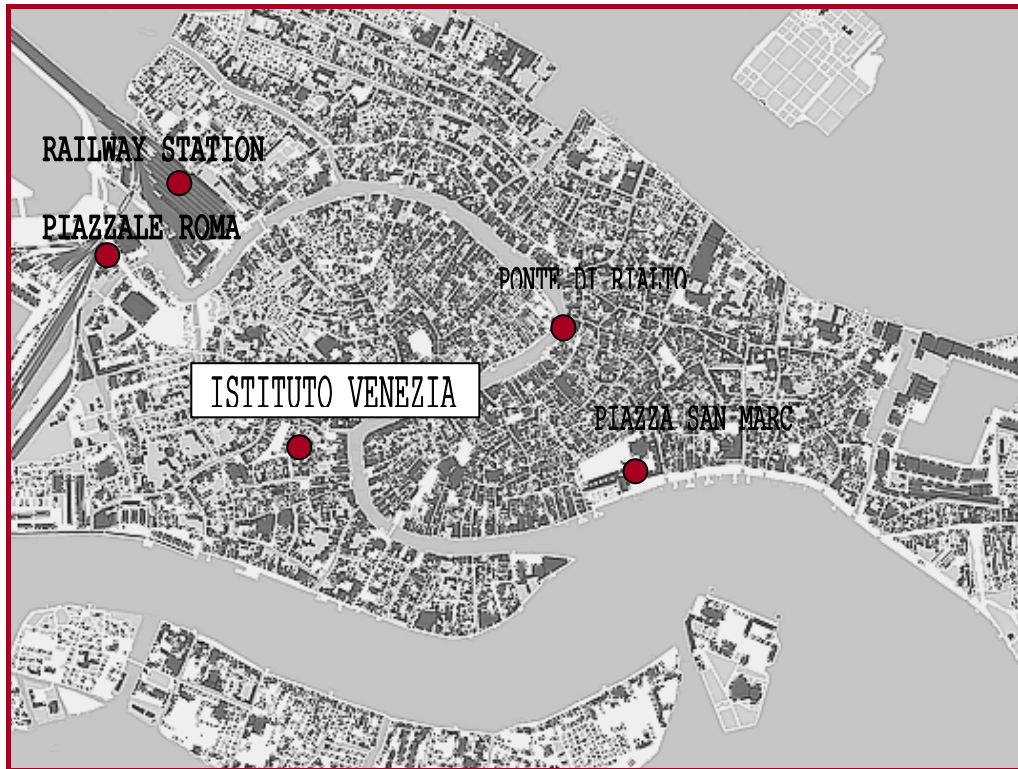 RAILWAY STATION
PIAZZALE ROMA
PONTE DI RIALTO
ISTITUTO VENEZIA
PIAZZA SAN MARC